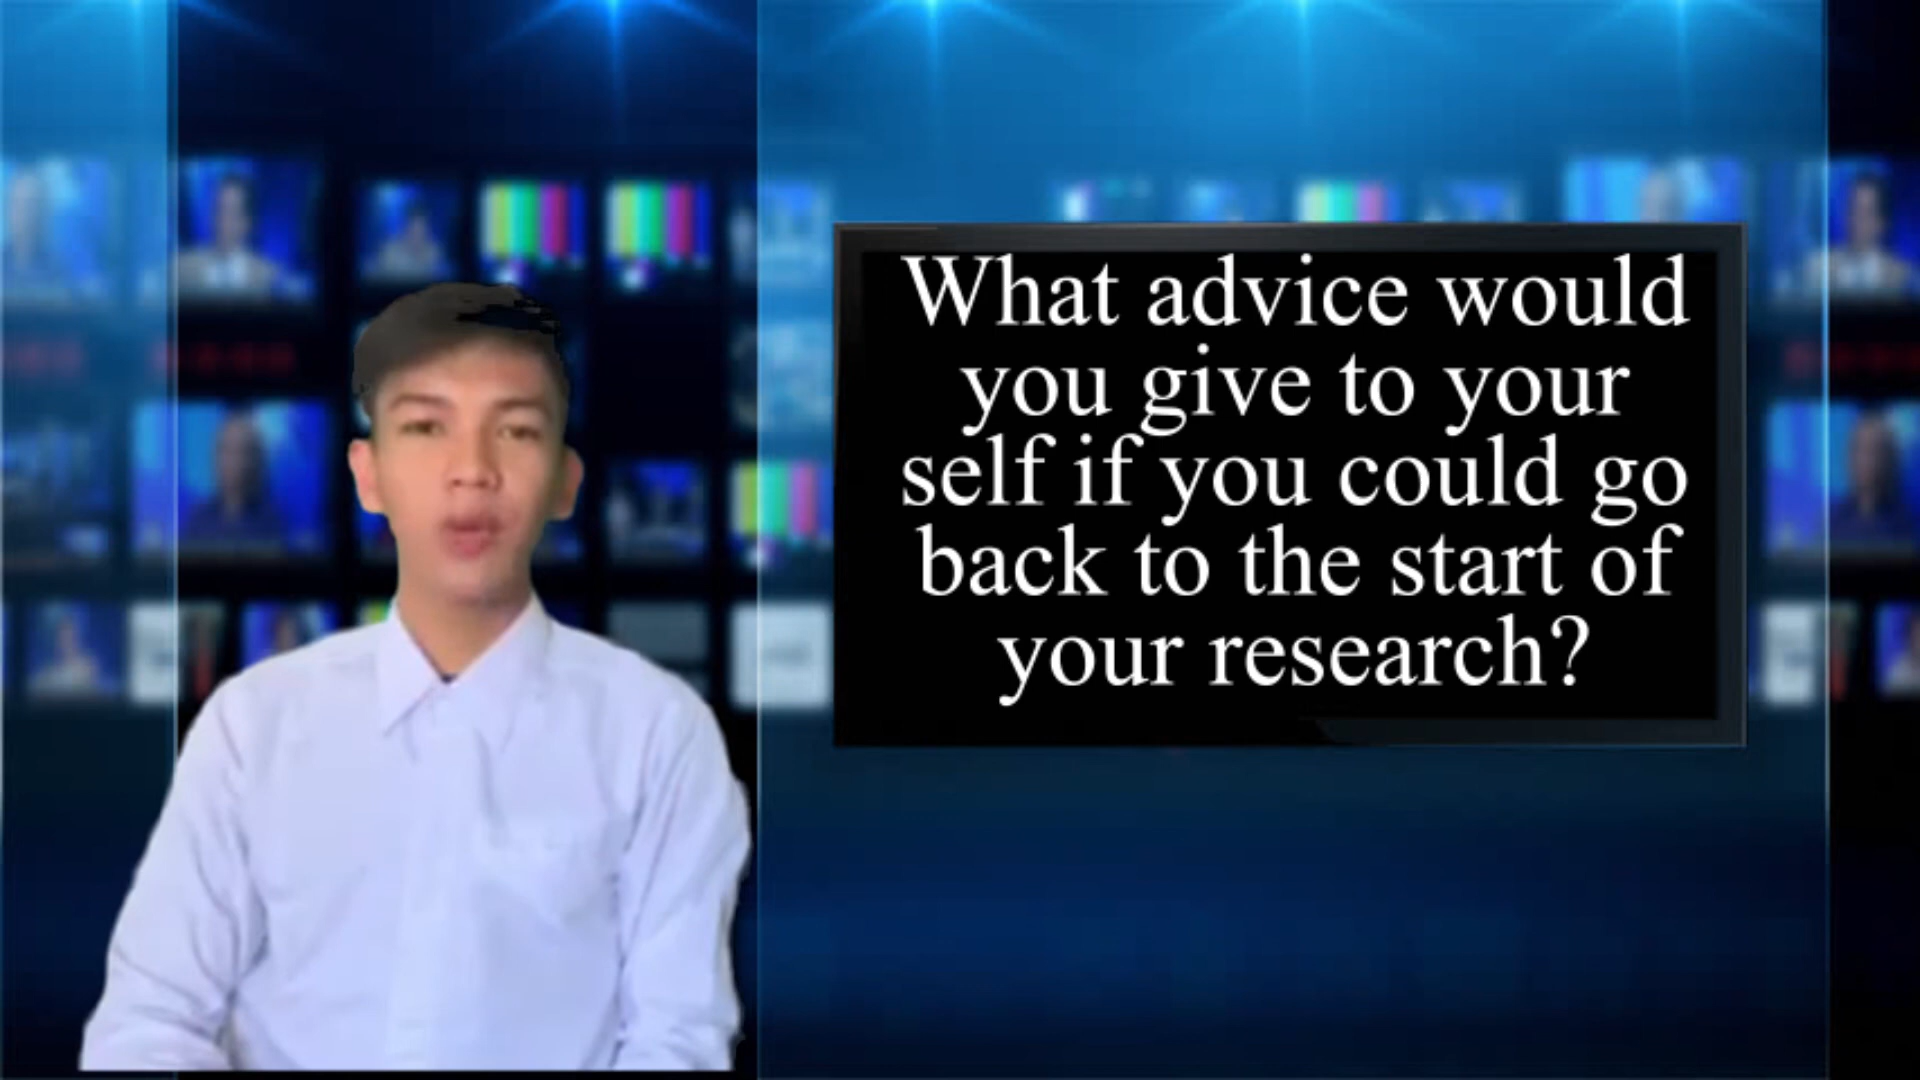 What advice would
you give to your
self if you could go
back to the start of
your research?